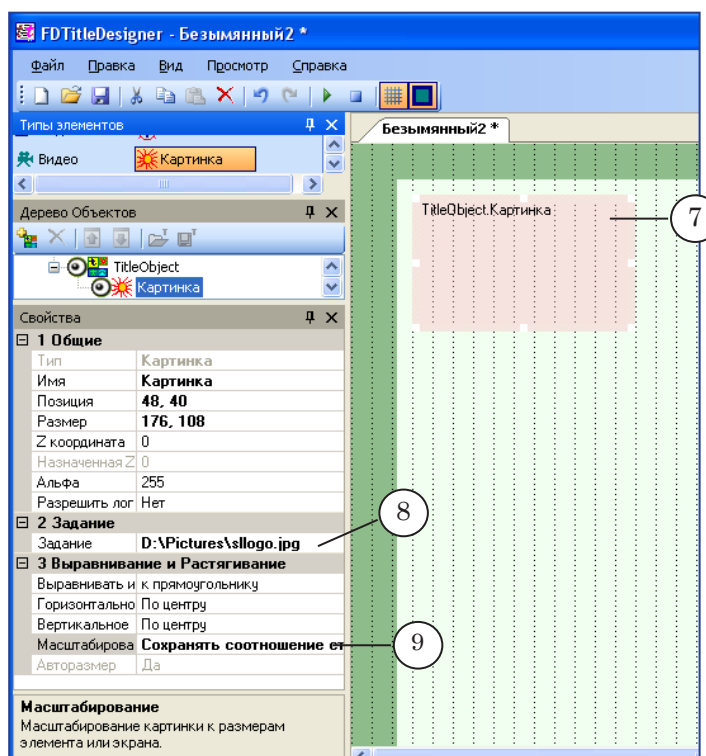 FDTitleDesigner - Безымянный2 *
Файл Правка Вид Просмотр Справка
Типы элементов
Видео Картинка
Дерево Объектов
TitleObject
Картинка
Свойства
1 Общие
Тип Картинка
Имя Картинка
Позиция 48, 40
Размер 176, 108
Z координата 0
Назначенная Z 0
Альфа 255
Разрешить лог Нет
2 Задание
Задание D:\Pictures\sllogo.jpg
3 Выравнивание и Растягивание
Выравнивать и к прямоугольнику
Горизонтально По центру
Вертикальное По центру
Масштабирова Сохранять соотношение ст
Авторазмер Да
Масштабирование
Масштабирование картинки к размерам
элемента или экрана.
Безымянный2 *
TitleObject.Картинка
7
8
9